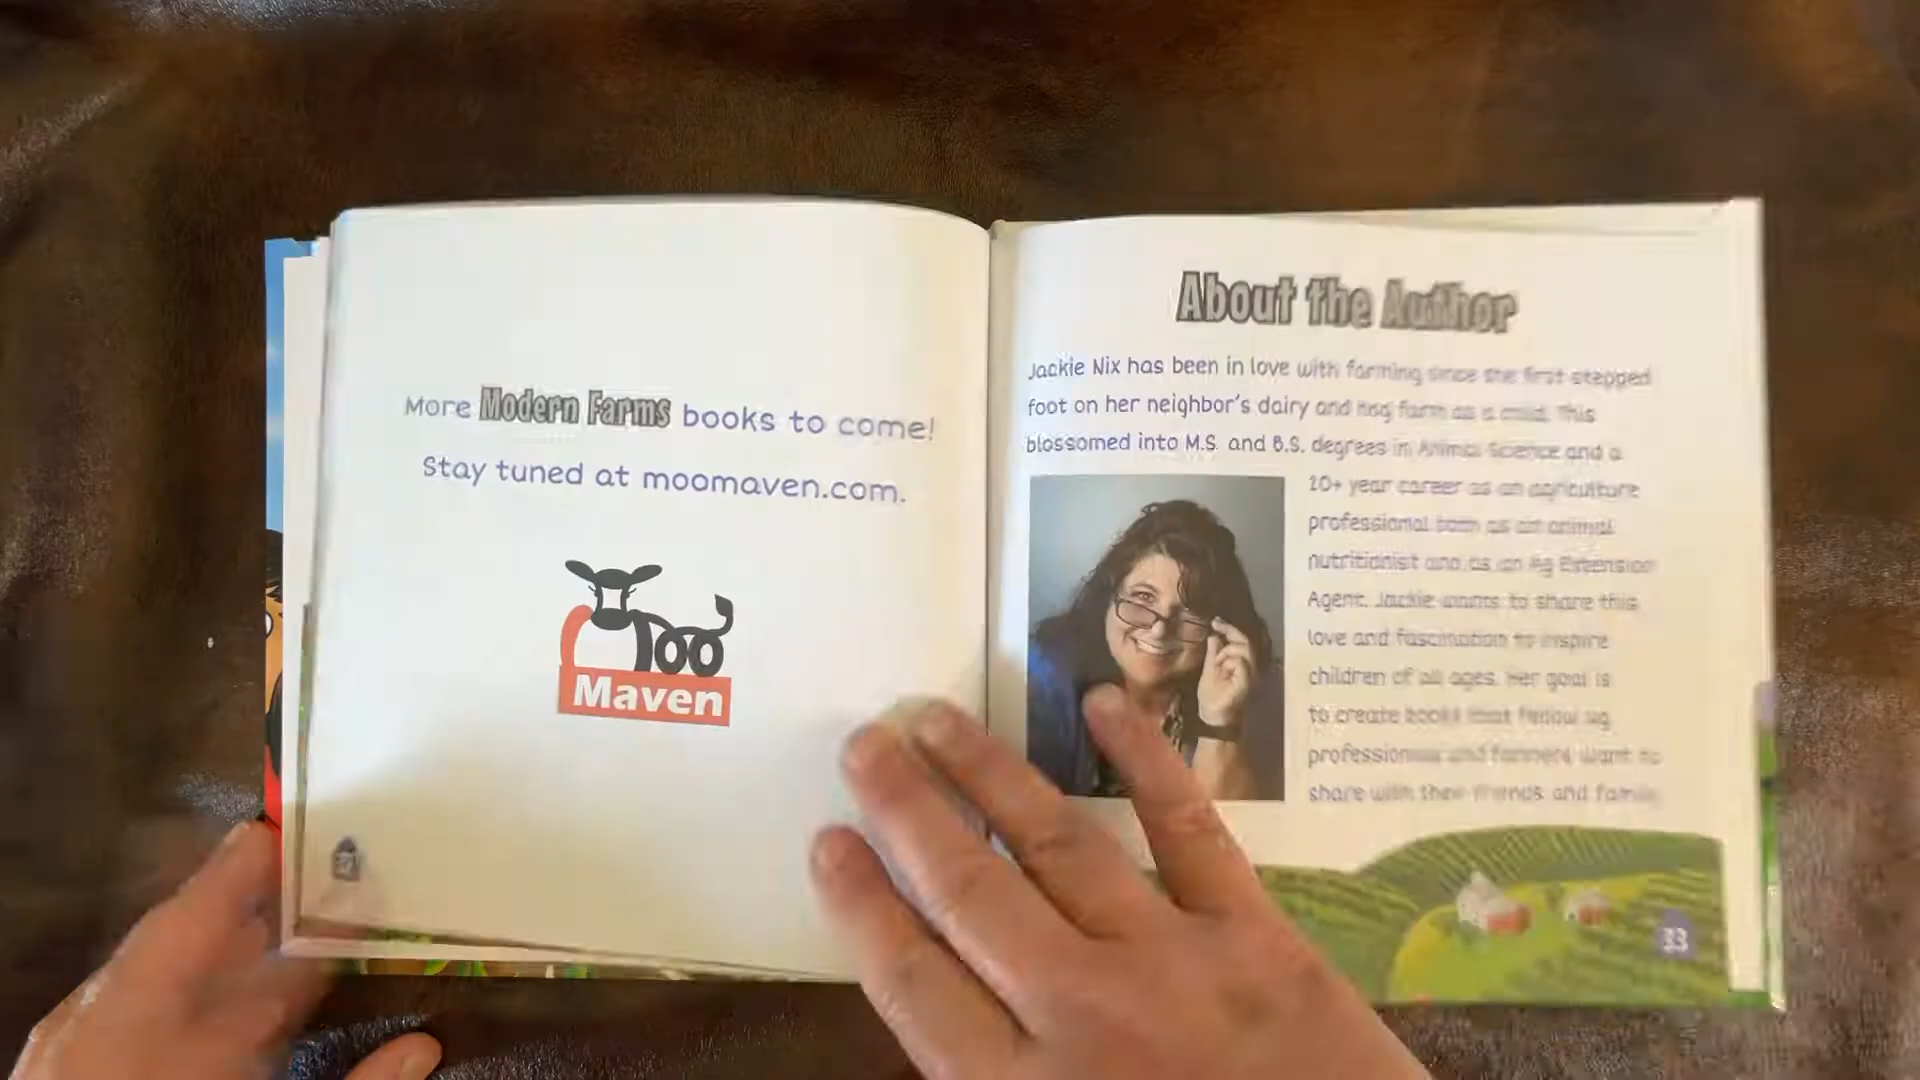 More Modern Farms books to come!
Stay tuned at moomaven.com.
Moo
Maven
About the Author
Jackie Nix has been in love with farming since she first stepped
foot on her neighbor's dairy and hog farm as a child. This
blossomed into M.S. and B.S. degrees in Animal Science and a
20+ year career as an agriculture
professional both as an animal
nutritionist and as an Ag Extension
Agent. Jackie wants to share this
love and fascination to inspire
children of all ages. Her goal is
to create books that fellow ag
professionals and farmers want to
share with their friends and family.
33